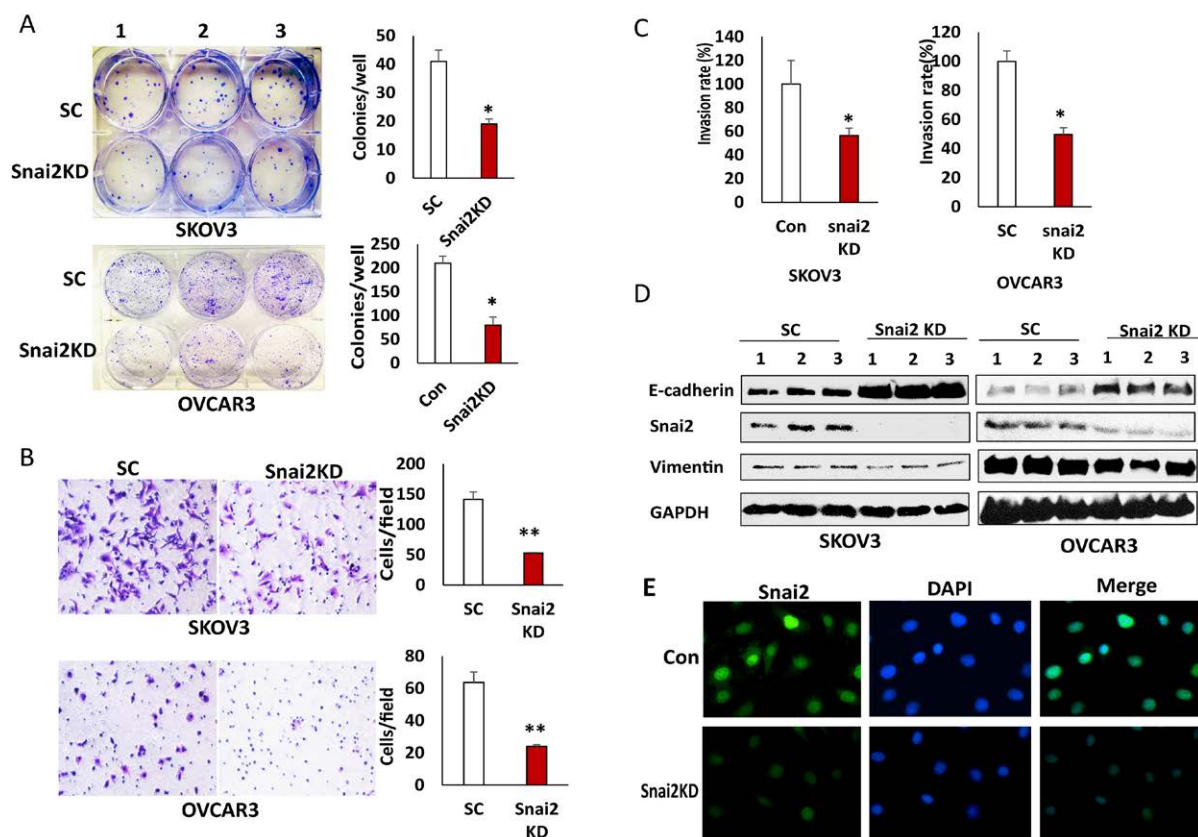 A
1 2 3
SC
Snai2KD
SKOV3
Colonies/well
50
40
30
20
10
0
*
SC
Snai2KD
SC
Snai2KD
OVCAR3
Colonies/well
250
200
150
100
50
0
*
Con
Snai2KD
B
SC Snai2KD
SKOV3
Cells/field
200
150
100
50
0
**
SC Snai2
KD
OVCAR3
Cells/field
80
60
40
20
0
**
SC Snai2
KD
C
Invasion rate (%)
140
120
100
80
60
40
20
0
*
Con snai2
KD
SKOV3
Invasion rate(%)
120
100
80
60
40
20
0
*
SC snai2
KD
OVCAR3
D
SC Snai2 KD SC Snai2 KD
1 2 3 1 2 3 1 2 3 1 2 3
E-cadherin
Snai2
Vimentin
GAPDH
SKOV3 OVCAR3
E
Snai2 DAPI Merge
Con
Snai2KD